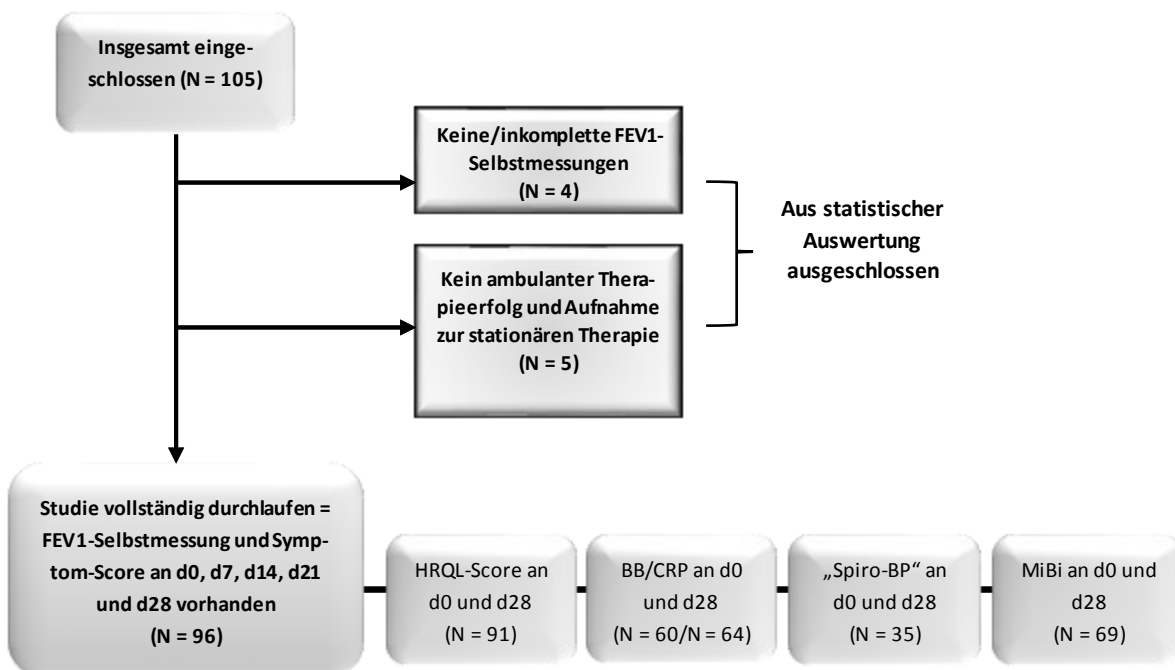 Insgesamt einge-
schlossen (N = 105)
Keine/inkomplette FEV1-
Selbstmessungen
(N = 4)
Kein ambulanter Thera-
pieerfolg und Aufnahme
zur stationären Therapie
(N = 5)
Aus statistischer
Auswertung
ausgeschlossen
Studie vollständig durchlaufen =
FEV1-Selbstmessung und Symp-
tom-Score an d0, d7, d14, d21
und d28 vorhanden
(N = 96)
HRQL-Score an
d0 und d28
(N = 91)
BB/CRP an d0
und d28
(N = 60/N = 64)
„Spiro-BP“ an
d0 und d28
(N = 35)
MiBi an d0 und
d28
(N = 69)